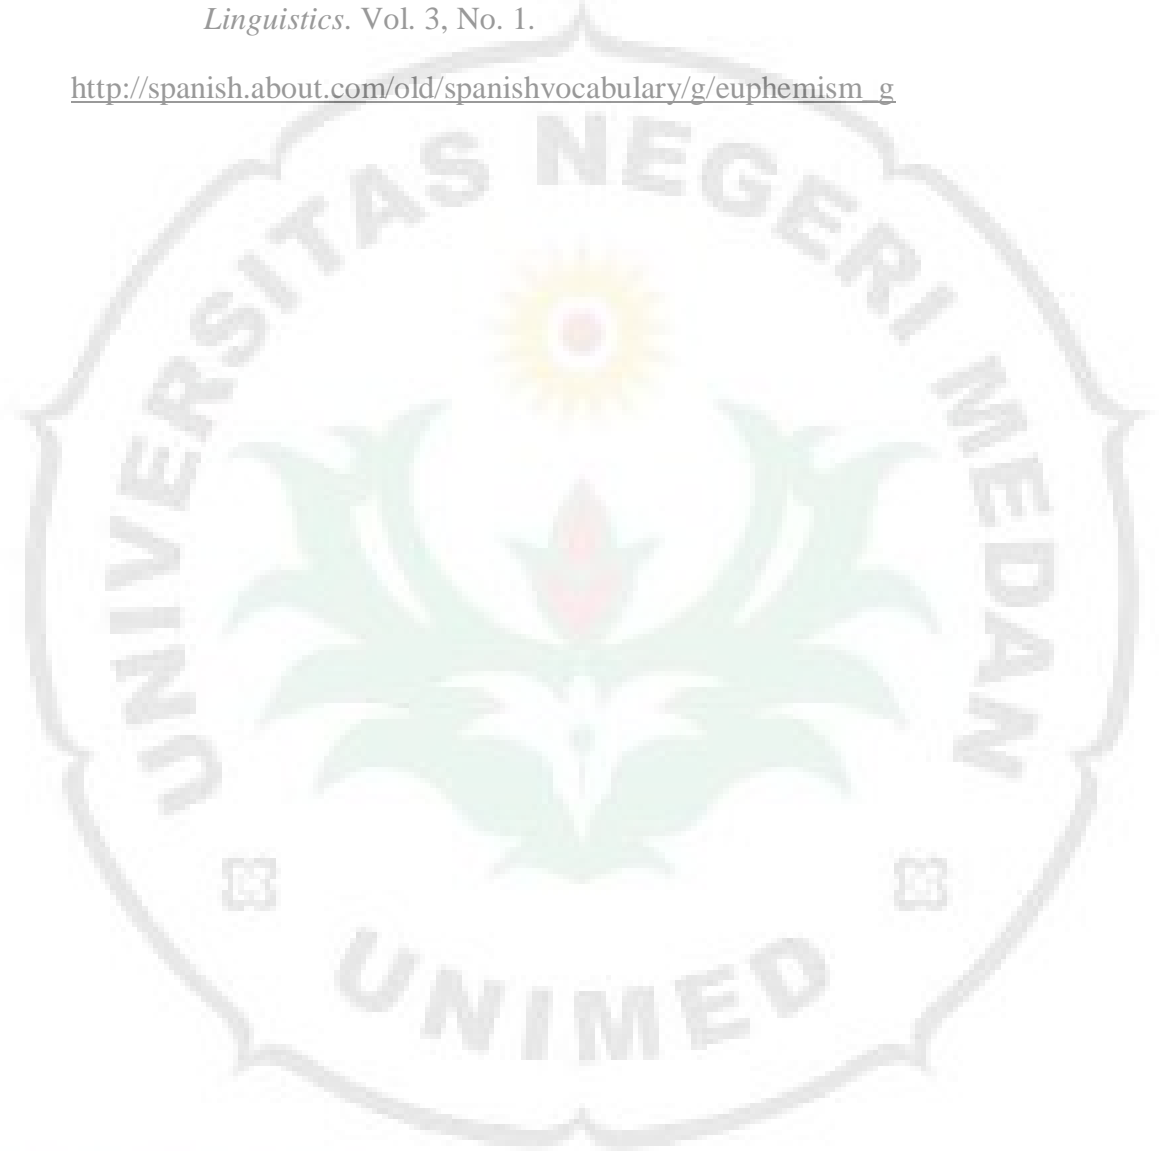 Linguistics. Vol. 3, No. 1.
http://spanish.about.com/old/spanishvocabulary/g/euphemism_g
UNIVERSITAS NEGERI MEDAN
UNIMED